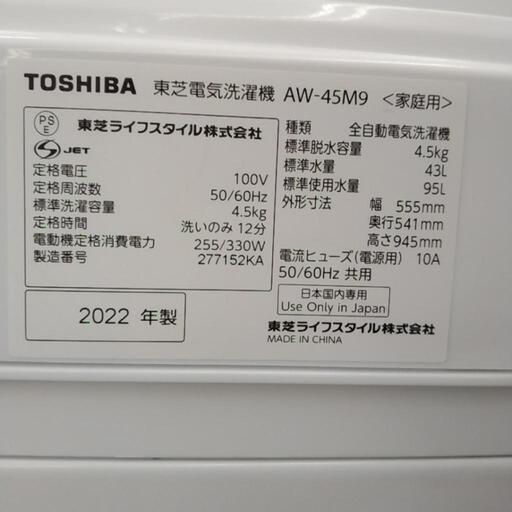 TOSHIBA 東芝電気洗濯機 AW-45M9 <家庭用>
PS E 東芝ライフスタイル株式会社
S JET
定格電圧 100V
定格周波数 50/60Hz
標準洗濯容量 4.5kg
定格時間 洗いのみ 12分
電動機定格消費電力 255/330W
製造番号 277152KA
2022 年製
種類 全自動電気洗濯機
標準脱水容量 4.5kg
標準水量 43L
標準使用水量 95L
外形寸法 幅 555mm
奥行541mm
高さ945mm
電流ヒューズ(電源用) 10A
50/60Hz 共用
日本国内専用
Use Only in Japan
東芝ライフスタイル株式会社
MADE IN CHINA